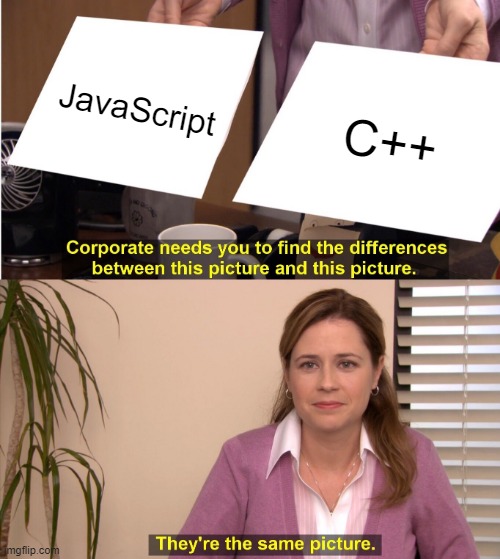 JavaScript
C++
Corporate needs you to find the differences
between this picture and this picture.
They're the same picture.
imgflip.com